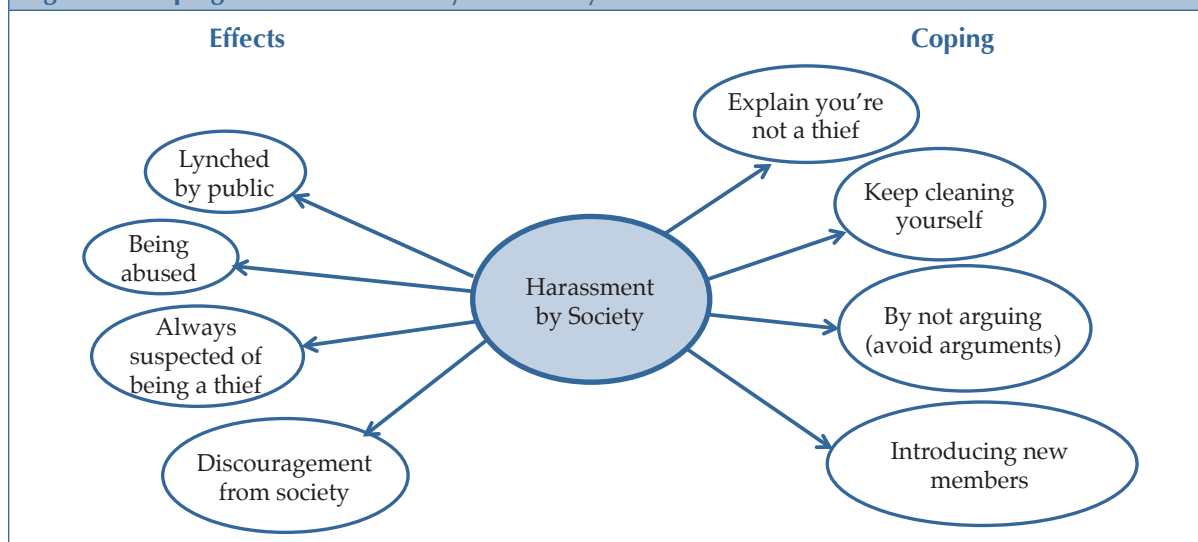 Effects
Coping
Lynched
by public
Being
abused
Always
suspected of
being a thief
Discouragement
from society
Harassment
by Society
Explain you're
not a thief
Keep cleaning
yourself
By not arguing
(avoid arguments)
Introducing new
members